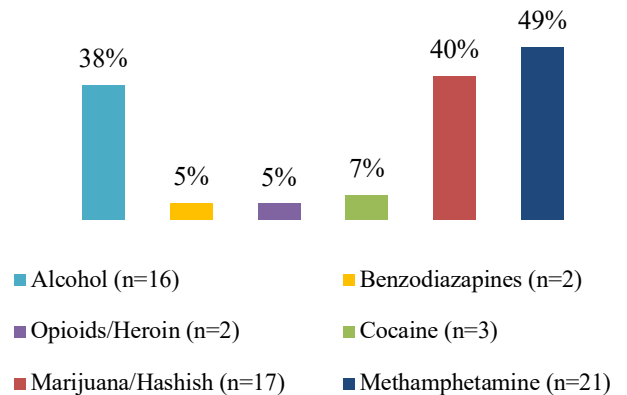 49%
40%
38%
7%
5%
5%
Alcohol (n=16)
Benzodiazapines (n=2)
Opioids/Heroin (n=2)
Cocaine (n=3)
Marijuana/Hashish (n=17)
Methamphetamine (n=21)